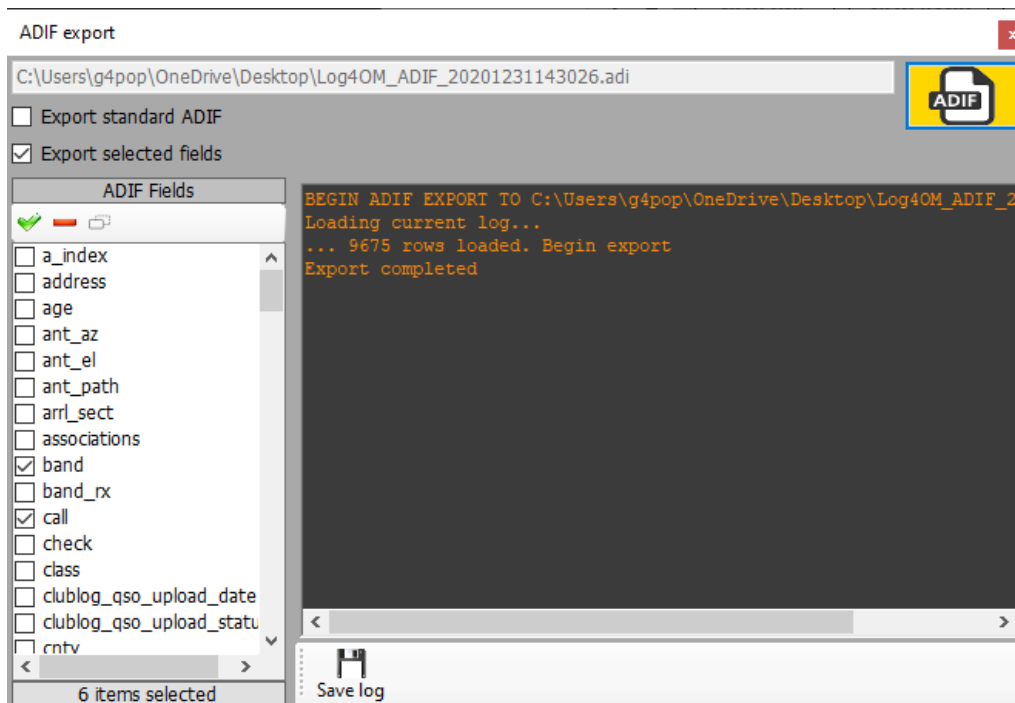 ADIF export
x
C:\Users\g4pop\OneDrive\Desktop\Log4OM_ADIF_20201231143026.adi
ADIF
Export standard ADIF
Export selected fields
ADIF Fields
a_index
address
age
ant_az
ant_el
ant_path
arrl_sect
associations
band
band_rx
call
check
class
clublog_qso_upload_date
clublog_qso_upload_statu
cnty
6 items selected
BEGIN ADIF EXPORT TO C:\Users\g4pop\OneDrive\Desktop\Log4OM_ADIF_2
Loading current log...
... 9675 rows loaded. Begin export
Export completed
Save log